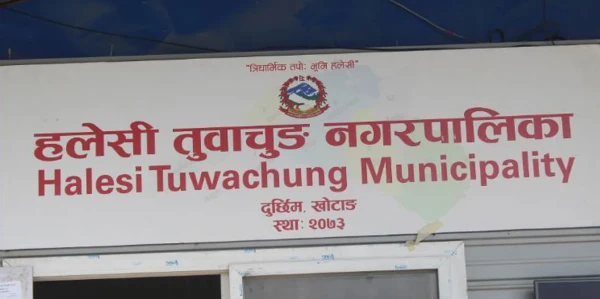 "त्रिधार्मिक तपो: भूमि हलेसी"
हलेसी तुवाचुङ नगरपालिका
Halesi Tuwachung Municipality
दुर्छिम, खोटाङ
स्था: २०७३